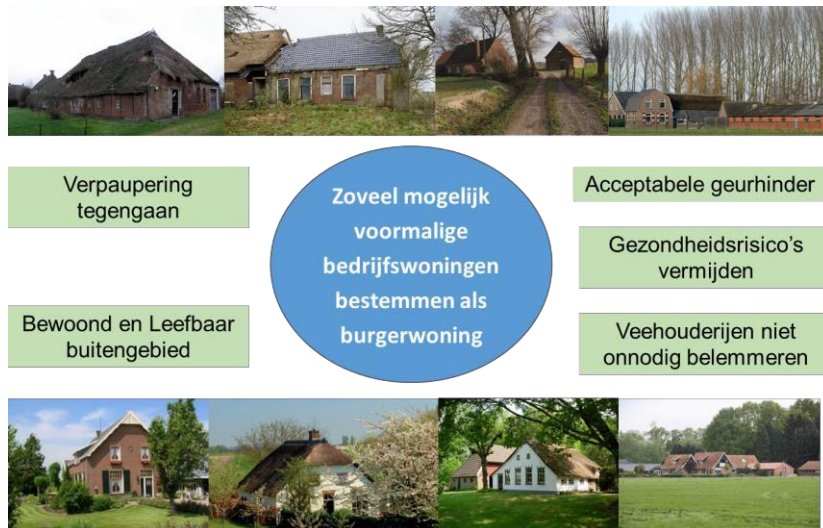 Verpaupering
tegengaan
Bewoond en Leefbaar
buitengebied
Zoveel mogelijk
voormalige
bedrijfswoningen
bestemmen als
burgerwoning
Acceptabele geurhinder
Gezondheidsrisico's
vermijden
Veehouderijen niet
onnodig belemmeren